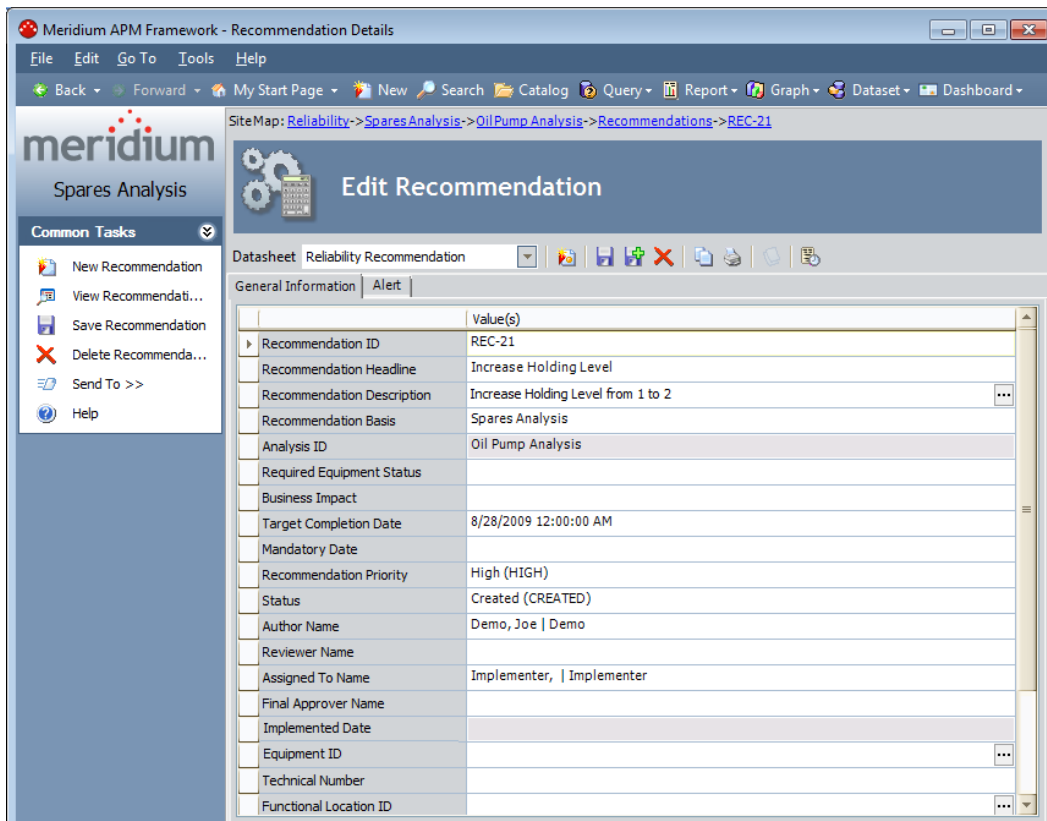 Meridium APM Framework - Recommendation Details
File Edit Go To Tools Help
Back Forward My Start Page New Search Catalog Query Report Graph Dataset Dashboard
meridium
Spares Analysis
Common Tasks
New Recommendation
View Recommendati...
Save Recommendation
Delete Recommenda...
Send To >>
Help
SiteMap: Reliability->Spares Analysis->Oil Pump Analysis->Recommendations->REC-21
Edit Recommendation
Datasheet Reliability Recommendation
General Information Alert
Value(s)
Recommendation ID REC-21
Recommendation Headline Increase Holding Level
Recommendation Description Increase Holding Level from 1 to 2 ...
Recommendation Basis Spares Analysis
Analysis ID Oil Pump Analysis
Required Equipment Status
Business Impact
Target Completion Date 8/28/2009 12:00:00 AM
Mandatory Date
Recommendation Priority High (HIGH)
Status Created (CREATED)
Author Name Demo, Joe | Demo
Reviewer Name
Assigned To Name Implementer, | Implementer
Final Approver Name
Implemented Date
Equipment ID ...
Technical Number
Functional Location ID ...